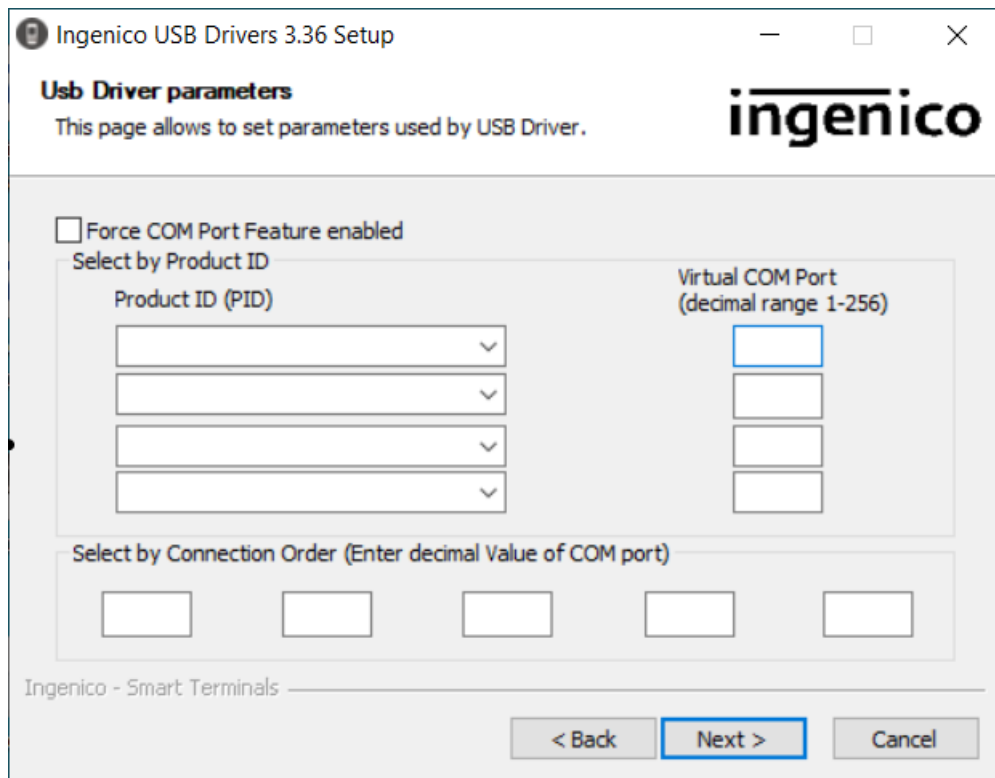 Ingenico USB Drivers 3.36 Setup
Usb Driver parameters
This page allows to set parameters used by USB Driver.
ingenico
Force COM Port Feature enabled
Select by Product ID
Product ID (PID)
Virtual COM Port
(decimal range 1-256)
Select by Connection Order (Enter decimal Value of COM port)
Ingenico - Smart Terminals
< Back
Next >
Cancel